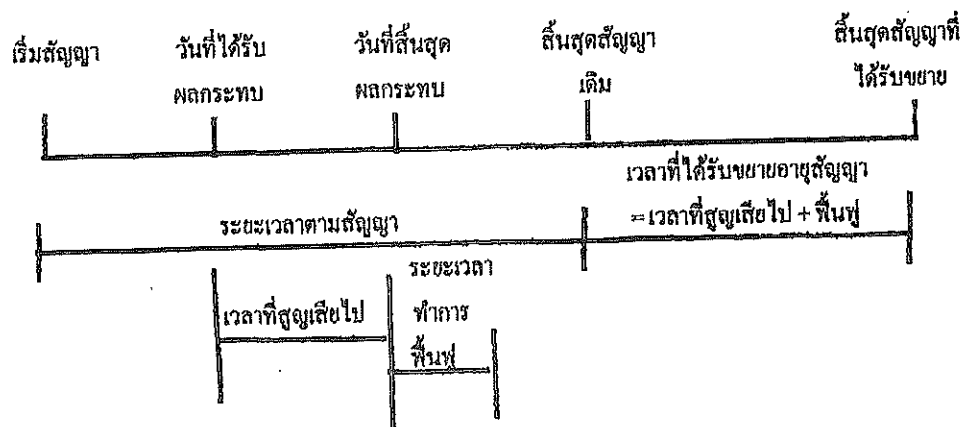 เริ่มสัญญา
วันที่ได้รับ
ผลกระทบ
วันที่สิ้นสุด
ผลกระทบ
สิ้นสุดสัญญา
เดิม
สิ้นสุดสัญญาที่
ได้รับขยาย
เวลาที่ได้รับขยายอายุสัญญา
=เวลาที่สูญเสียไป + ฟื้นฟู
ระยะเวลาตามสัญญา
เวลาที่สูญเสียไป
ระยะเวลา
ทำการ
ฟื้นฟู